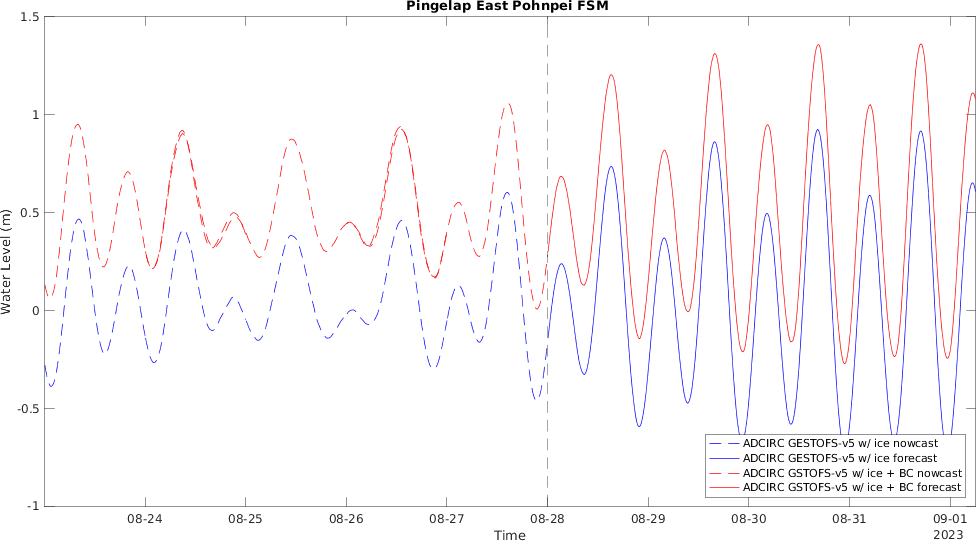 Pingelap East Pohnpei FSM
1.5
1
0.5
0
-0.5
-1
Water Level (m)
08-24
08-25
08-26
08-27
08-28
08-29
08-30
08-31
09-01
2023
Time
ADCIRC GESTOFS-v5 w/ ice nowcast
ADCIRC GESTOFS-v5 w/ ice forecast
ADCIRC GSTOFS-v5 w/ ice + BC nowcast
ADCIRC GSTOFS-v5 w/ ice + BC forecast